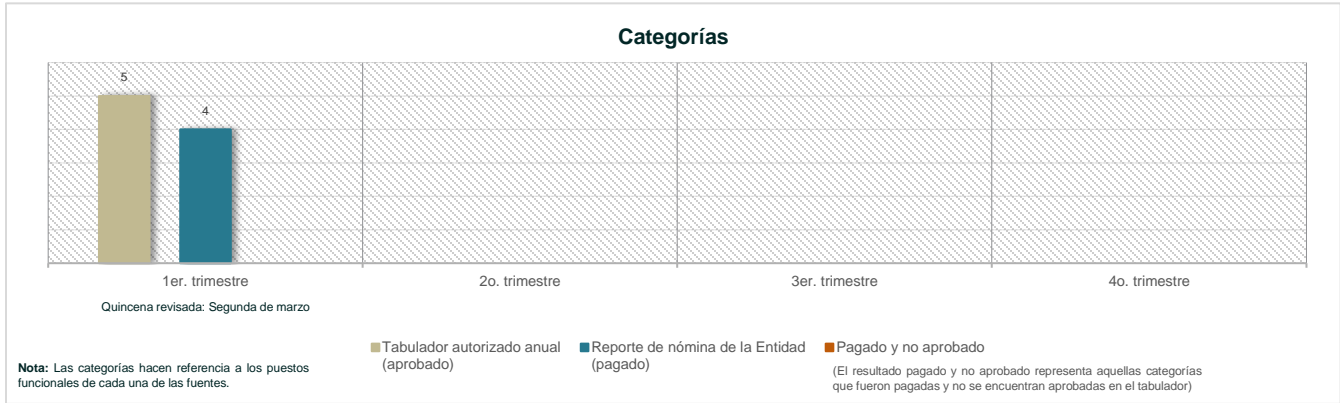 Categorías
5
4
1er. trimestre
2o. trimestre
3er. trimestre
4o. trimestre
Quincena revisada: Segunda de marzo
Tabulador autorizado anual
(aprobado)
Reporte de nómina de la Entidad
(pagado)
Pagado y no aprobado
(El resultado pagado y no aprobado representa aquellas categorías
que fueron pagadas y no se encuentran aprobadas en el tabulador)
Nota: Las categorías hacen referencia a los puestos
funcionales de cada una de las fuentes.